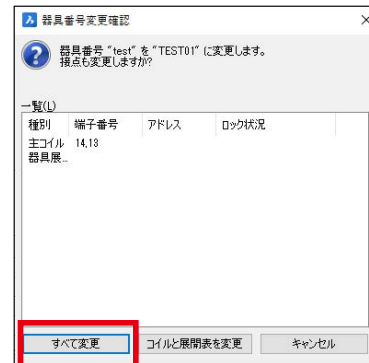 器具番号変更確認
器具番号 "test" を "TEST01" に変更します。
接点も変更しますか?
一覧(L)
種別 端子番号 アドレス ロック状況
主コイル 14,13
器具展...
すべて変更 コイルと展開表を変更 キャンセル